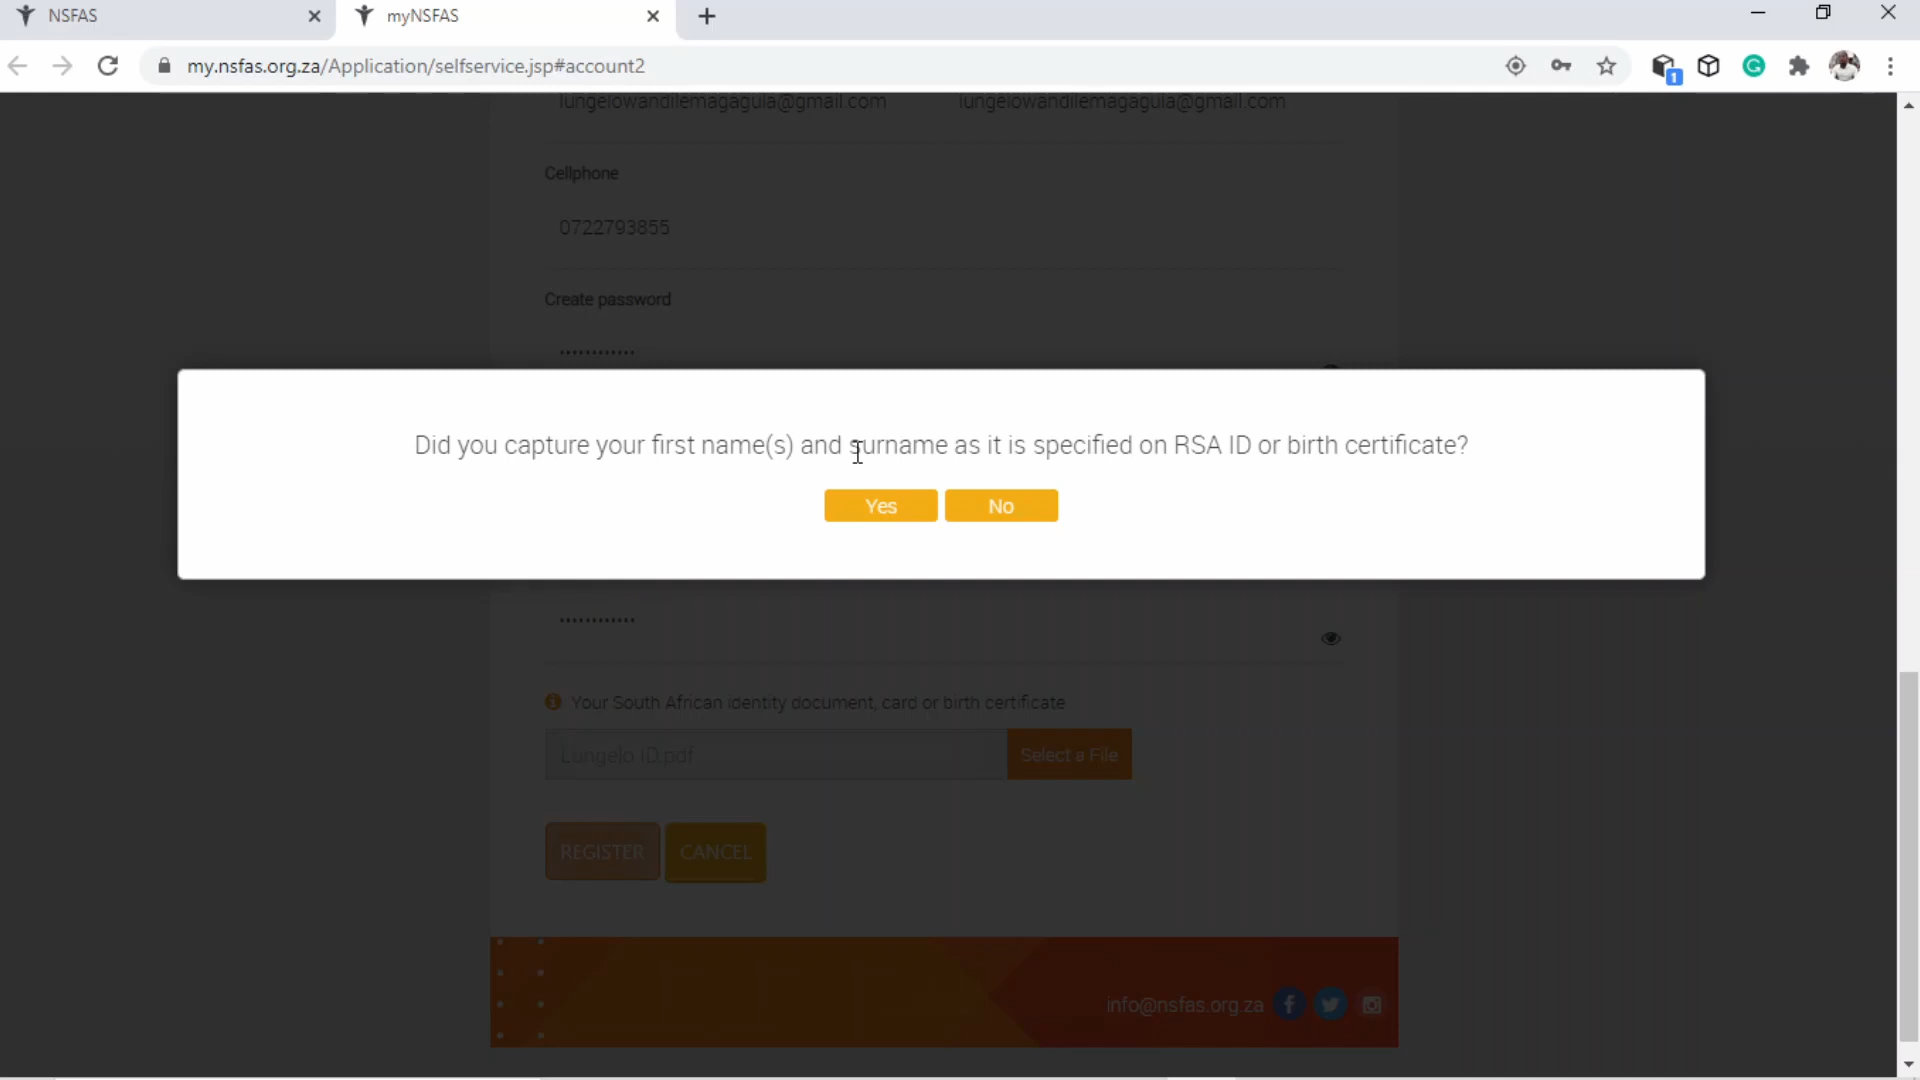 NSFAS
myNSFAS
my.nsfas.org.za/Application/selfservice.jsp#account2
1
lungelowandilemagagula@gmail.com lungelowandilemagagula@gmail.com
Cellphone
0722793855
Create password
Did you capture your first name(s) and surname as it is specified on RSA ID or birth certificate?
Yes No
Your South African identity document, card or birth certificate
Lungelo ID.pdf Select a File
REGISTER CANCEL
info@nsfas.org.za